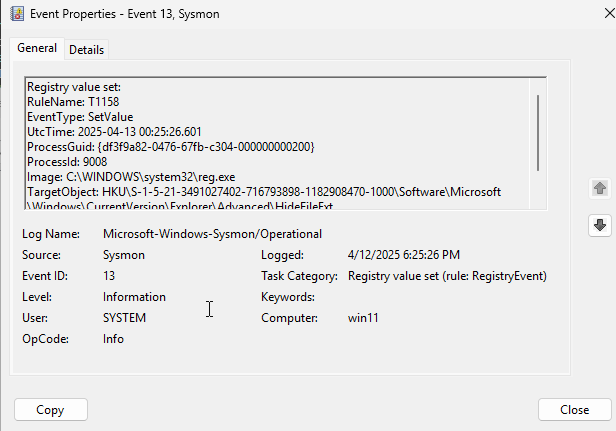 Event Properties - Event 13, Sysmon
General Details
Registry value set:
RuleName: T1158
EventType: SetValue
UtcTime: 2025-04-13 00:25:26.601
ProcessGuid: {df3f9a82-0476-67fb-c304-000000000200}
ProcessId: 9008
Image: C:\WINDOWS\system32\reg.exe
TargetObject: HKU\S-1-5-21-3491027402-716793898-1182908470-1000\Software\Microsoft
\Windows\CurrentVersion\Explorer\Advanced\HideFileExt
Log Name: Microsoft-Windows-Sysmon/Operational
Source: Sysmon Logged: 4/12/2025 6:25:26 PM
Event ID: 13 Task Category: Registry value set (rule: RegistryEvent)
Level: Information Keywords:
User: SYSTEM Computer: win11
OpCode: Info
Copy Close